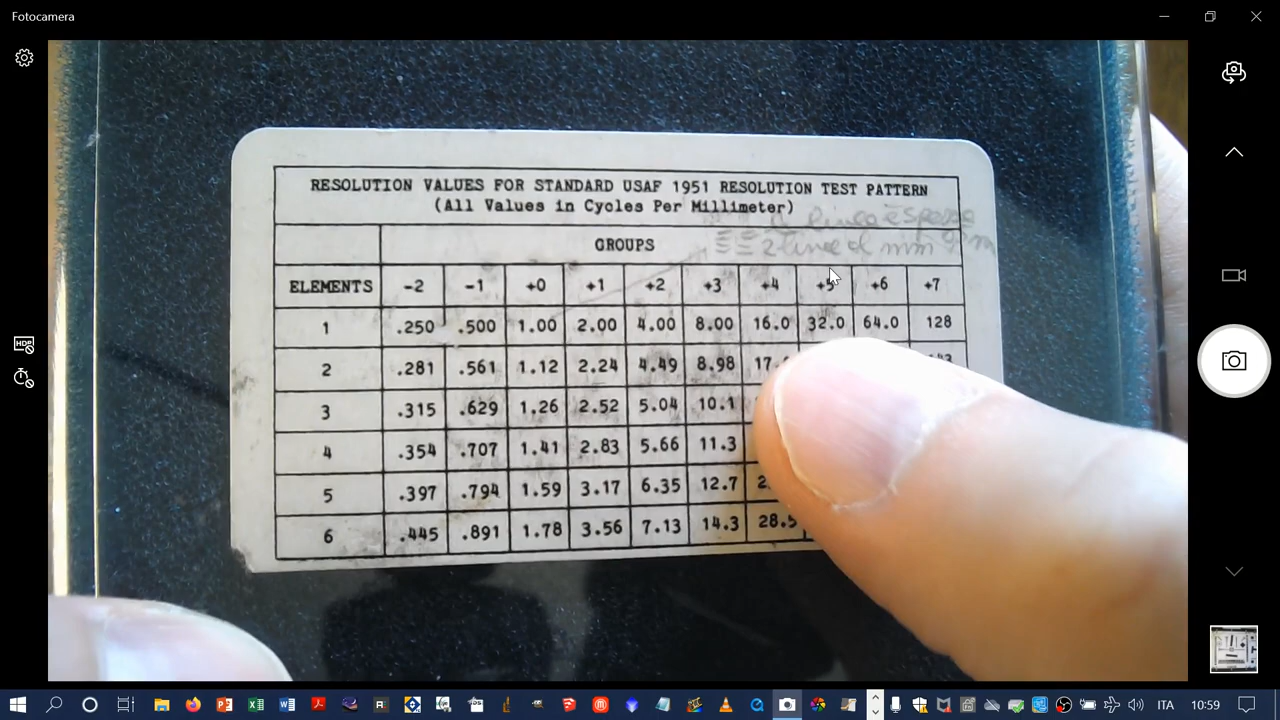 Fotocamera
RESOLUTION VALUES FOR STANDARD USAF 1951 RESOLUTION TEST PATTERN
(All Values in Cycles Per Millimeter)
GROUPS
ELEMENTS -2 -1 +0 +1 +2 +3 +4 +5 +6 +7
1 .250 .500 1.00 2.00 4.00 8.00 16.0 32.0 64.0 128
2 .281 .561 1.12 2.24 4.49 8.98
3 .315 .629 1.26 2.52 5.04 10.1
4 .354 .707 1.41 2.83 5.66 11.3
5 .397 .794 1.59 3.17 6.35 12.7
6 .445 .891 1.78 3.56 7.13 14.3 28.5
HDR
ITA 10:59